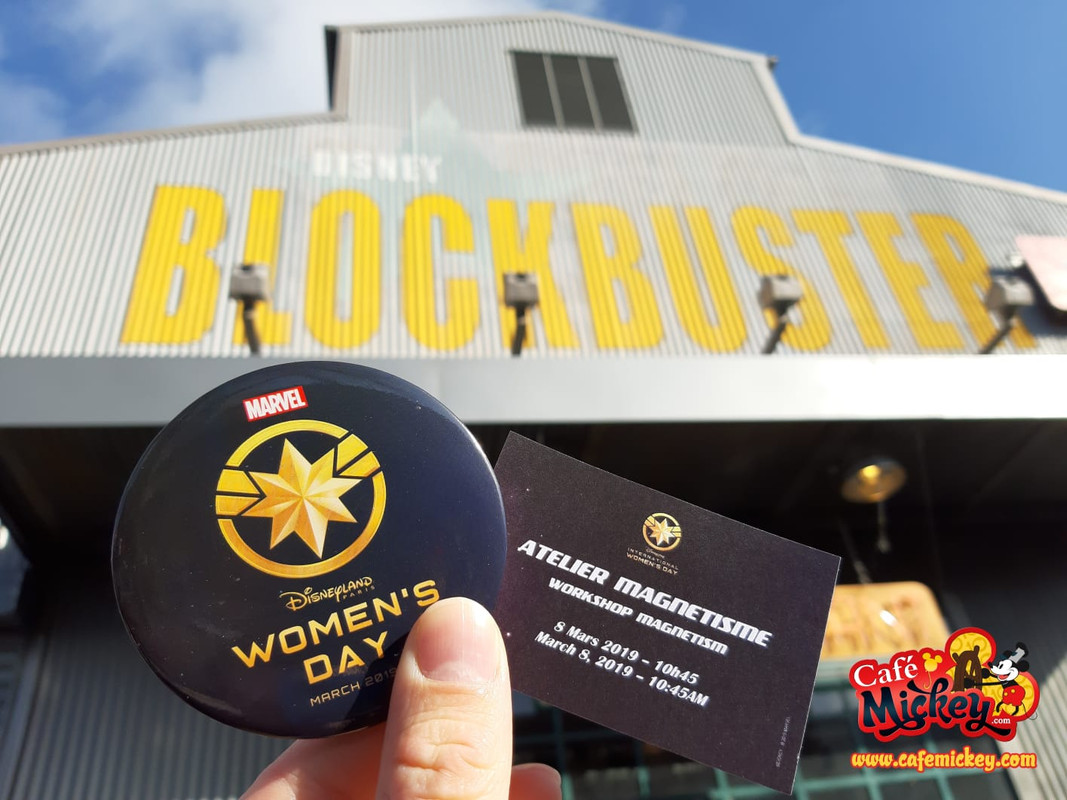 DISNEY
BLOCKBUSTER
MARVEL
DISNEYLAND
PARIS
WOMEN'S
DAY
MARCH 2019
Disney
INTERNATIONAL
WOMEN'S DAY
ATELIER MAGNETISME
WORKSHOP MAGNETISM
8 Mars 2019 - 10h45
March 8, 2019 - 10:45AM
Café
Mickey.com
www.cafemickey.com